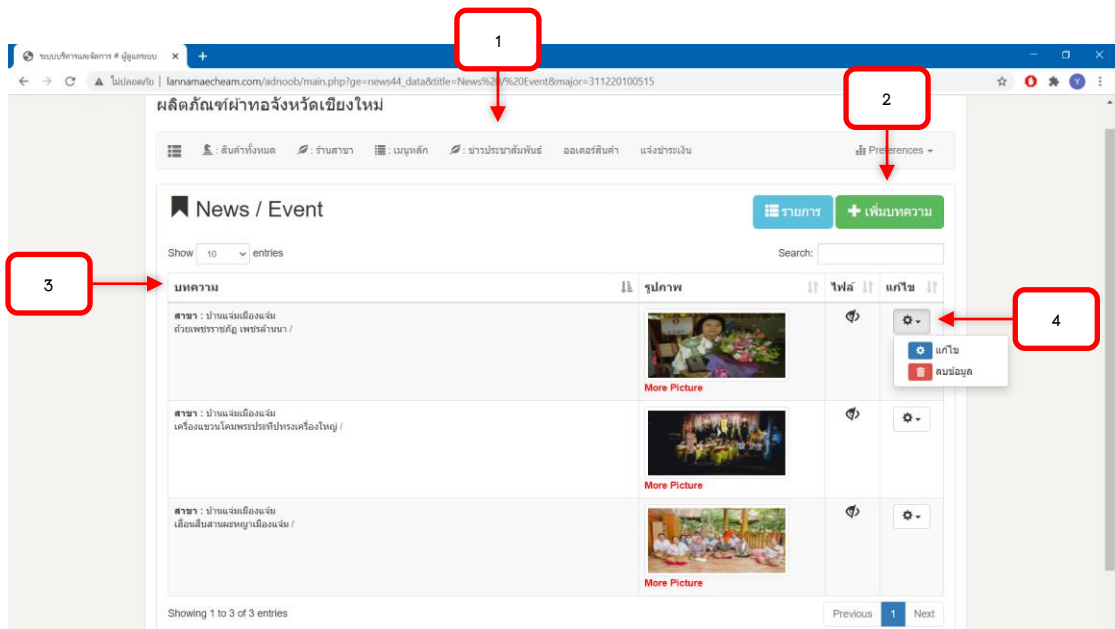 1
ระบบบริหารและจัดการ # ผู้ดูแลระบบ
ไม่ปลอดภัย | lannamaecheam.com/adnoob/main.php?ge=news44_data&title=News%20/%20Event&major=311220100515
2
ผลิตภัณฑ์ผ้าทอจังหวัดเชียงใหม่
: สินค้าทั้งหมด : ร้านสาขา : เมนูหลัก : ข่าวประชาสัมพันธ์ ออเดอร์สินค้า แจ้งชำระเงิน Preferences
News / Event รายการ เพิ่มบทความ
Show 10 entries Search:
3
บทความ รูปภาพ ไฟล์ แก้ไข
สาขา : บ้านแจ่มเมืองแจ๋ม
ถ้วยเพชรราชภัฏ เพชรล้านนา /
More Picture
4
แก้ไข
ลบข้อมูล
สาขา : บ้านแจ่มเมืองแจ๋ม
เครื่องแขวนโคมพระประทีปทรงเครื่องใหญ่ /
More Picture
สาขา : บ้านแจ่มเมืองแจ๋ม
เฮือนสืบสานผะหญาเมืองแจ๋ม /
More Picture
Showing 1 to 3 of 3 entries Previous 1 Next